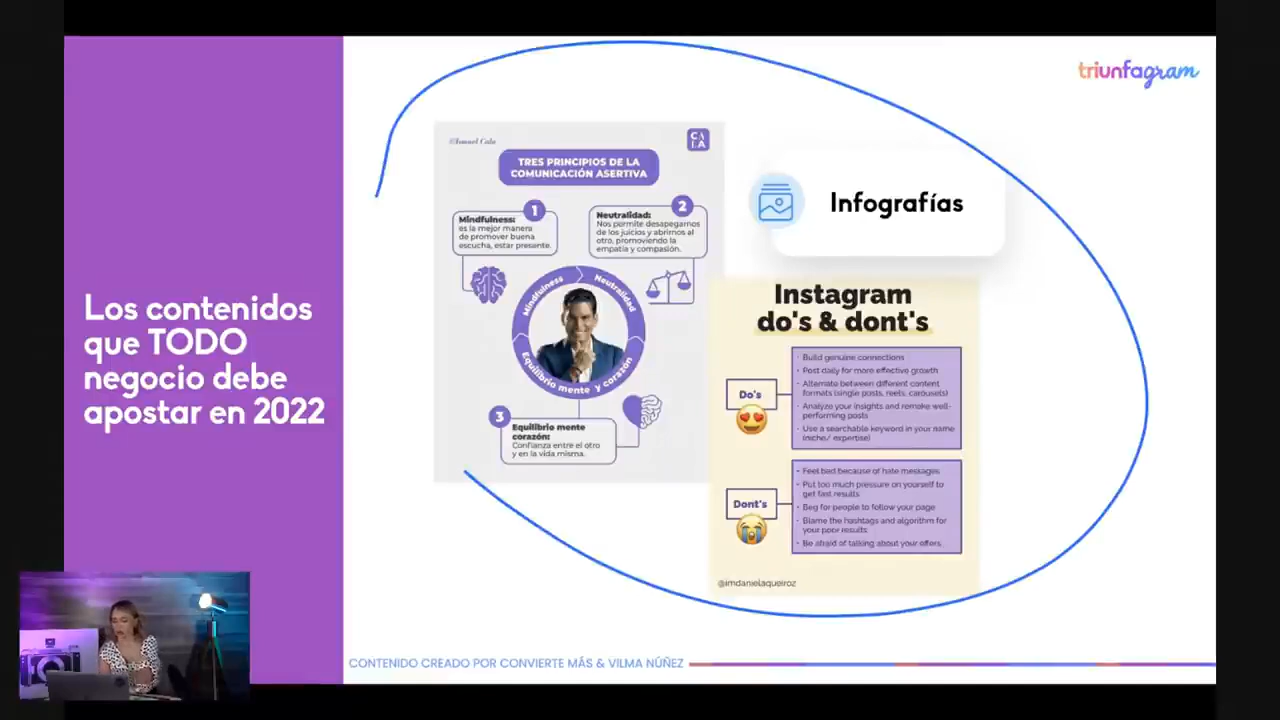 triunfagram
Los contenidos
que TODO
negocio debe
apostar en 2022
@Ismael Cala
CA
LA
TRES PRINCIPIOS DE LA
COMUNICACIÓN ASERTIVA
1
Mindfulness:
es la mejor manera
de promover buena
escucha, estar presente.
2
Neutralidad:
Nos permite desapegarnos
de los juicios y abrirnos al
otro, promoviendo la
empatía y compasión.
Mindfulness
Neutralidad
Equilibrio mente y corazón
3
Equilibrio mente
corazón:
Confianza entre el otro
y en la vida misma.
Infografías
Instagram
do's & dont's
Do's
· Build genuine connections
· Post daily for more effective growth
· Alternate between different content
formats (single posts, reels, carousels)
· Analyze your insights and remake well-
performing posts
· Use a searchable keyword in your name
(niche/ expertise)
Dont's
· Feel bad because of hate messages
· Put too much pressure on yourself to
get fast results
· Beg for people to follow your page
· Blame the hashtags and algorithm for
your poor results
· Be afraid of talking about your offers
@imdanielaqueiroz
CONTENIDO CREADO POR CONVIERTE MÁS & VILMA NÚÑEZ